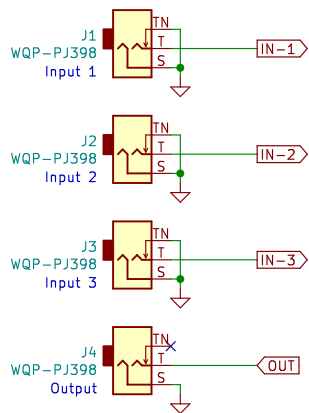 J1
WQP-PJ398
Input 1
TN
T
S
IN-1
J2
WQP-PJ398
Input 2
TN
T
S
IN-2
J3
WQP-PJ398
Input 3
TN
T
S
IN-3
J4
WQP-PJ398
Output
TN
T
S
OUT